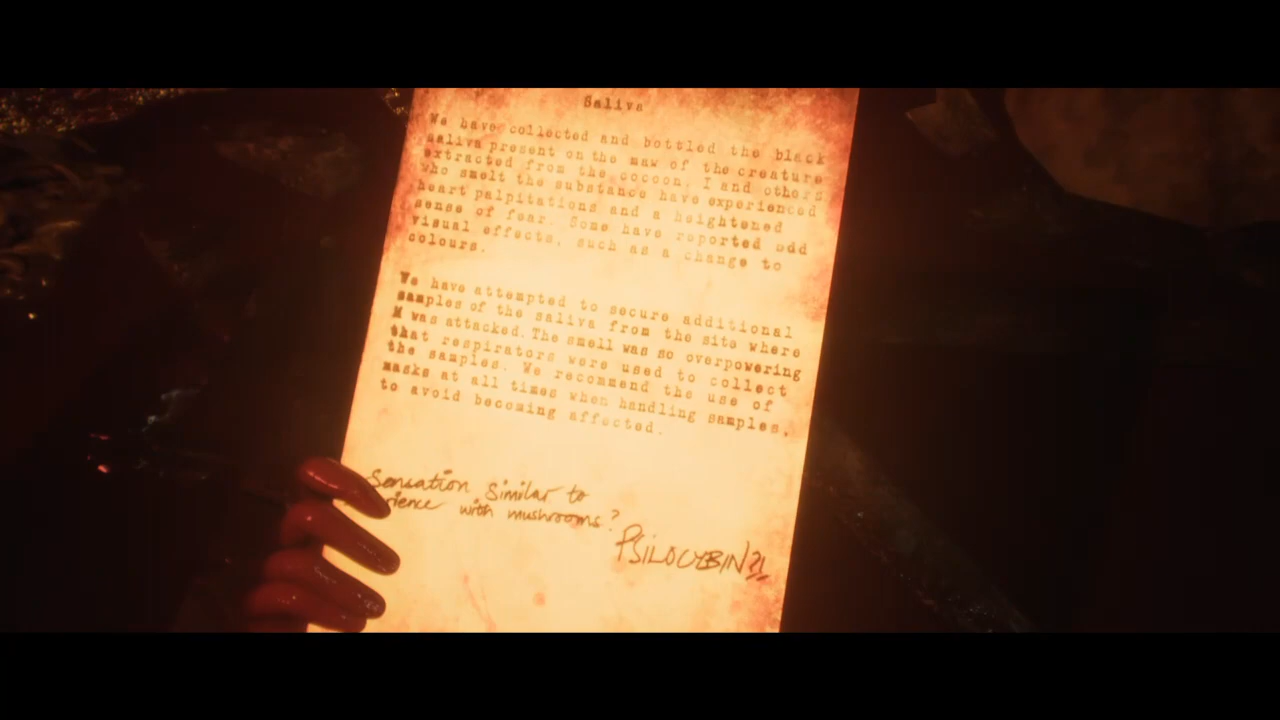 Saliva
We have collected and bottled the black
saliva present on the maw of the creature
extracted from the cocoon. I and others
who smelt the substance have experienced
heart palpitations and a heightened
sense of fear. Some have reported odd
visual effects, such as a change to
colours.
We have attempted to secure additional
samples of the saliva from the site where
M was attacked. The smell was so overpowering
that respirators were used to collect
the samples. We recommend the use of
masks at all times when handling samples,
to avoid becoming affected.
Sensation Similar to
with mushrooms?
PSILOCYBIN?!